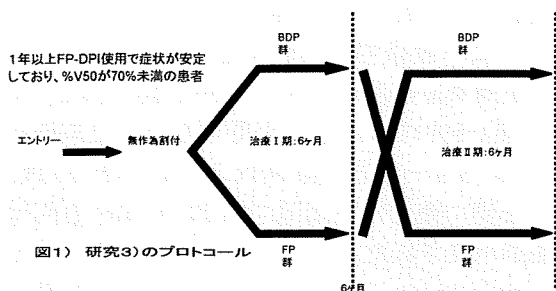 1年以上FP-DPI使用で症状が安定
しており、%V50が70%未満の患者
エントリー
無作為割付
BDP
群
治療Ⅰ期:6ヶ月
FP
群
BDP
群
治療Ⅱ期:6ヶ月
FP
群
6ヶ月
図1) 研究3)のプロトコール